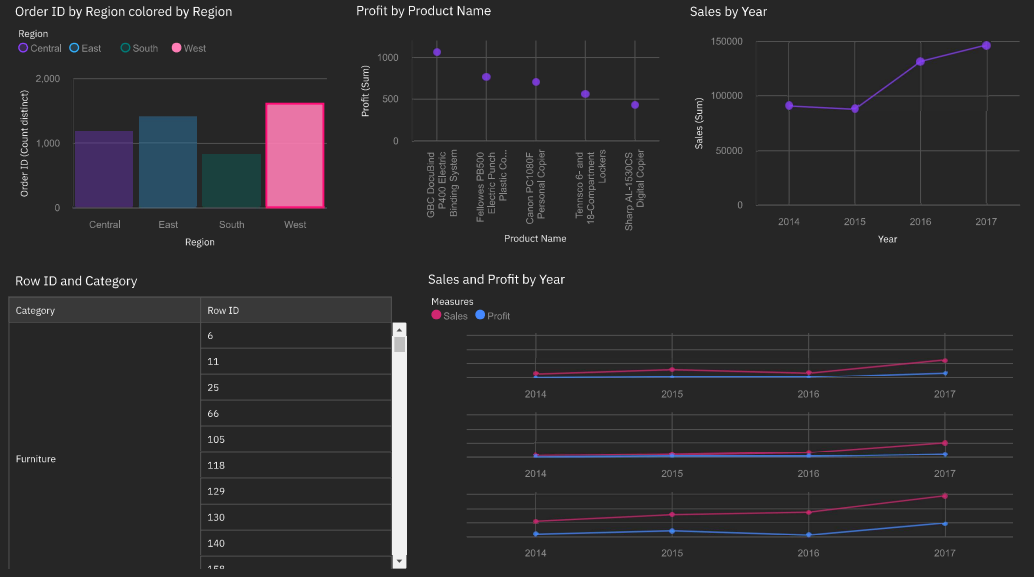 Order ID by Region colored by Region
Region
Central East South West
2,000
1,000
0
Order ID (Count distinct)
Central East South West
Region
Profit by Product Name
1000
500
0
Profit (Sum)
GBC DocuBind
P400 Electric
Binding System
Fellowes PB500
Electric Punch
Plastic Co...
Canon PC1080F
Personal Copier
Tennsco 6- and
18-Compartment
Lockers
Sharp AL-1530CS
Digital Copier
Product Name
Sales by Year
150000
100000
50000
0
Sales (Sum)
2014 2015 2016 2017
Year
Row ID and Category
Category Row ID
Furniture
6
11
25
66
105
118
129
130
140
Sales and Profit by Year
Measures
Sales Profit
2014 2015 2016 2017
2014 2015 2016 2017
2014 2015 2016 2017